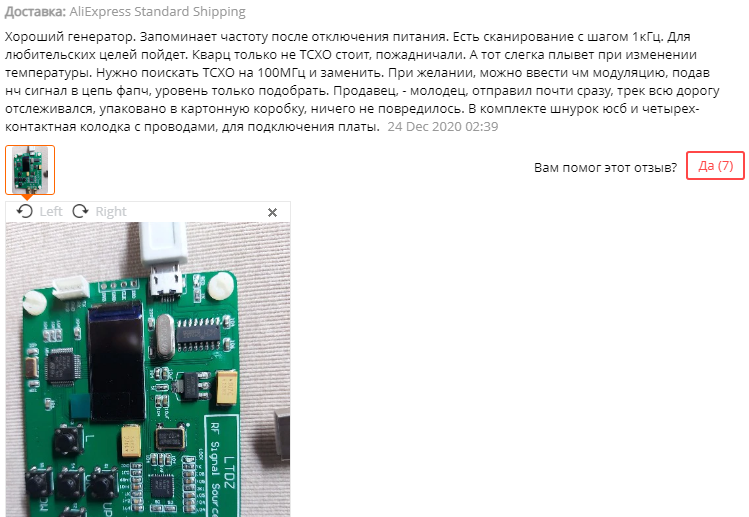 Доставка: AliExpress Standard Shipping
Хороший генератор. Запоминает частоту после отключения питания. Есть сканирование с шагом 1кГц. Для
любительских целей пойдет. Кварц только не ТСХО стоит, пожадничали. А тот слегка плывет при изменении
температуры. Нужно поискать ТСХО на 100МГц и заменить. При желании, можно ввести чм модуляцию, подав
нч сигнал в цепь фапч, уровень только подобрать. Продавец, - молодец, отправил почти сразу, трек всю дорогу
отслеживался, упаковано в картонную коробку, ничего не повредилось. В комплекте шнурок юсб и четырех-
контактная колодка с проводами, для подключения платы. 24 Dec 2020 02:39
Вам помог этот отзыв?
Да (7)
Left
Right
LTDZ
RF Signal Source